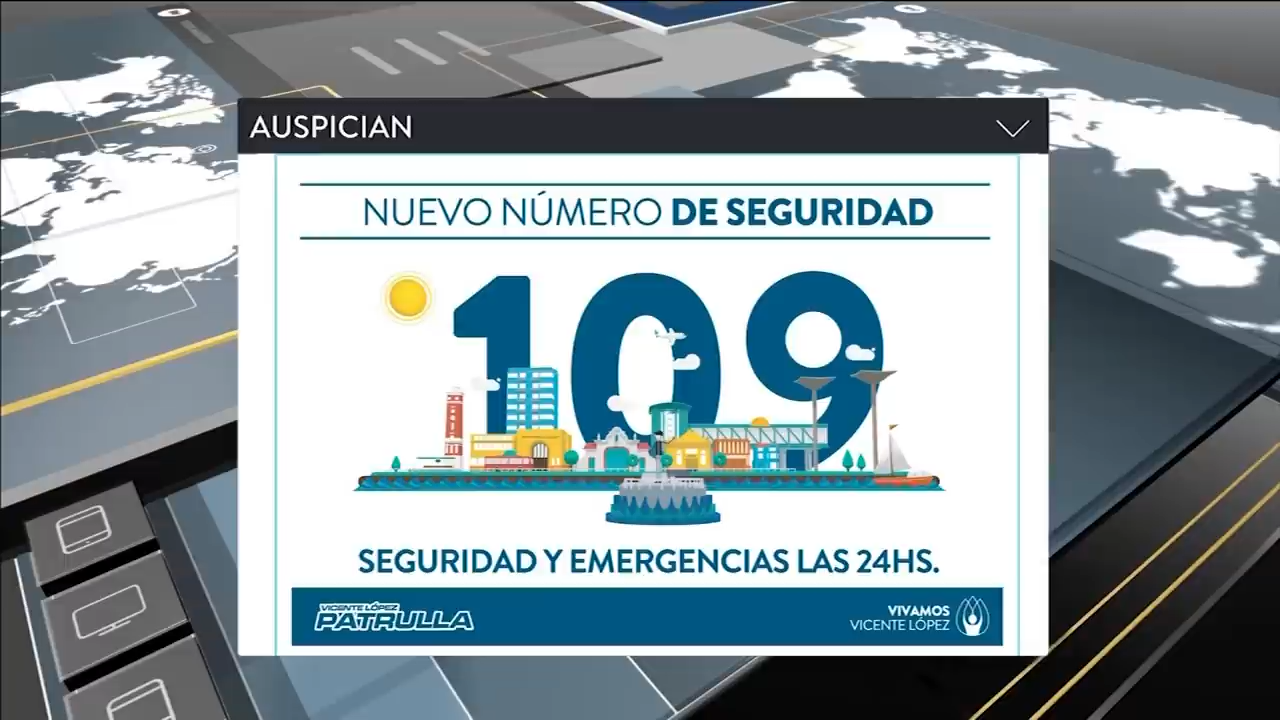 AUSPICIAN
NUEVO NÚMERO DE SEGURIDAD
109
SEGURIDAD Y EMERGENCIAS LAS 24HS.
VICENTE LÓPEZ
PATRULLA
VIVAMOS
VICENTE LÓPEZ